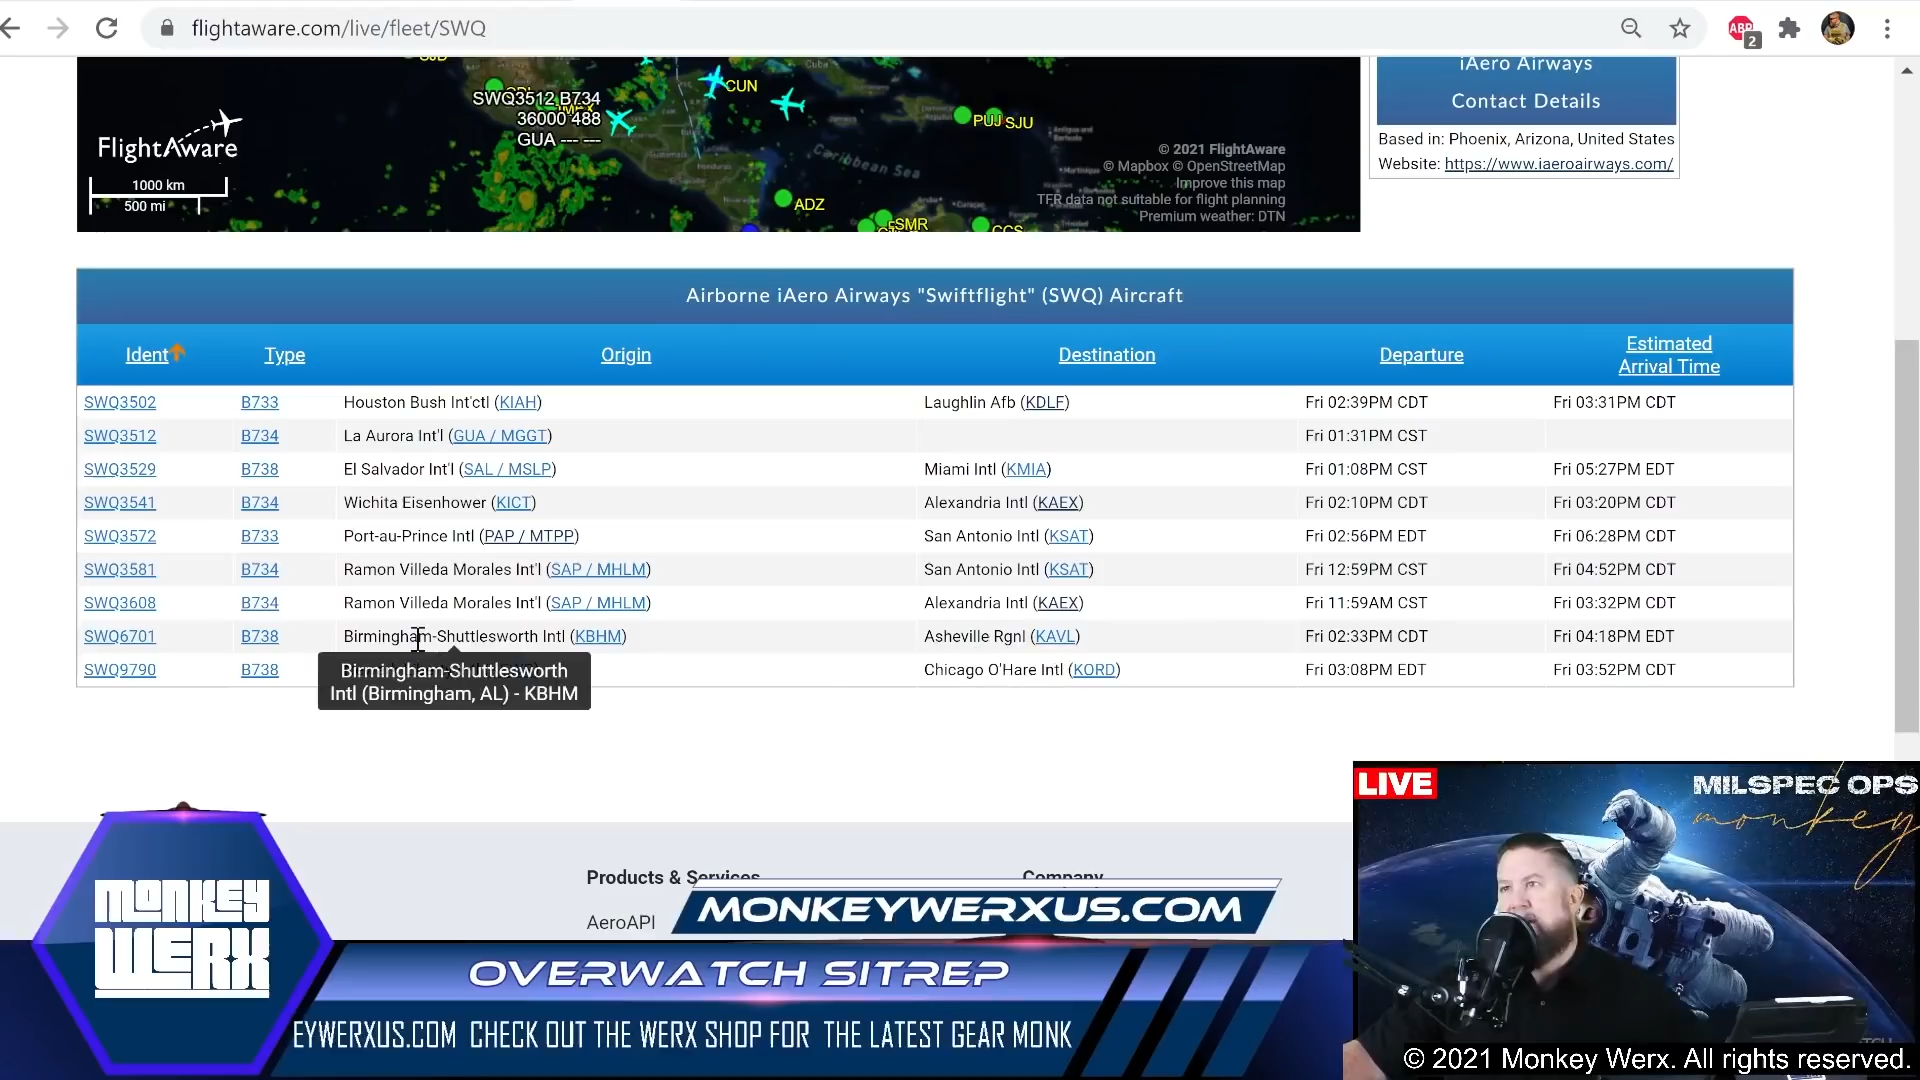 flightaware.com/live/fleet/SWQ
ABP
2
iAero Airways
Contact Details
Based in: Phoenix, Arizona, United States
Website: https://www.iaeroairways.com/
CUN
SWQ3512 B734
36000 488
GUA --- ---
PUJ SJU
FlightAware
1000 km
500 mi
Caribbean Sea
ADZ
SMR
CCS
© 2021 FlightAware
© Mapbox © OpenStreetMap
Improve this map
TFR data not suitable for flight planning
Premium weather: DTN
Airborne iAero Airways "Swiftflight" (SWQ) Aircraft
Ident Type Origin Destination Departure Estimated Arrival Time
SWQ3502 B733 Houston Bush Int'ctl (KIAH) Laughlin Afb (KDLF) Fri 02:39PM CDT Fri 03:31PM CDT
SWQ3512 B734 La Aurora Int'l (GUA / MGGT) Fri 01:31PM CST
SWQ3529 B738 El Salvador Int'l (SAL / MSLP) Miami Intl (KMIA) Fri 01:08PM CST Fri 05:27PM EDT
SWQ3541 B734 Wichita Eisenhower (KICT) Alexandria Intl (KAEX) Fri 02:10PM CDT Fri 03:20PM CDT
SWQ3572 B733 Port-au-Prince Intl (PAP / MTPP) San Antonio Intl (KSAT) Fri 02:56PM EDT Fri 06:28PM CDT
SWQ3581 B734 Ramon Villeda Morales Int'l (SAP / MHLM) San Antonio Intl (KSAT) Fri 12:59PM CST Fri 04:52PM CDT
SWQ3608 B734 Ramon Villeda Morales Int'l (SAP / MHLM) Alexandria Intl (KAEX) Fri 11:59AM CST Fri 03:32PM CDT
SWQ6701 B738 Birmingham-Shuttlesworth Intl (KBHM) Asheville Rgnl (KAVL) Fri 02:33PM CDT Fri 04:18PM EDT
SWQ9790 B738 Chicago O'Hare Intl (KORD) Fri 03:08PM EDT Fri 03:52PM CDT
Birmingham-Shuttlesworth
Intl (Birmingham, AL) - KBHM
LIVE
MILSPEC OPS
monkey
Products & Services
Company
AeroAPI
MONKEY
WERX
MONKEYWERXUS.COM
OVERWATCH SITREP
EYWERXUS.COM CHECK OUT THE WERX SHOP FOR THE LATEST GEAR MONK
© 2021 Monkey Werx. All rights reserved.